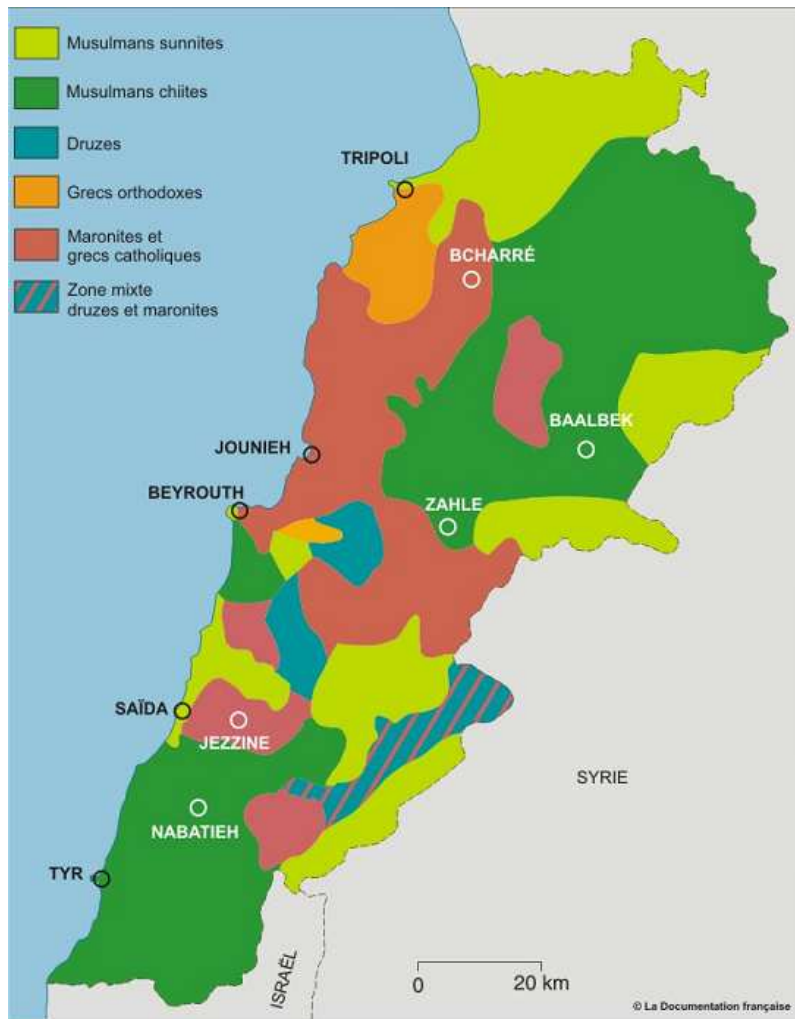 Musulmans sunnites
Musulmans chiites
Druzes
Grecs orthodoxes
Maronites et
grecs catholiques
Zone mixte
druzes et maronites
TRIPOLI
BCHARRÉ
BAALBEK
JOUNIEH
BEYROUTH
ZAHLE
SAÏDA
JEZZINE
SYRIE
NABATIEH
TYR
ISRAËL
0 20 km
© La Documentation française